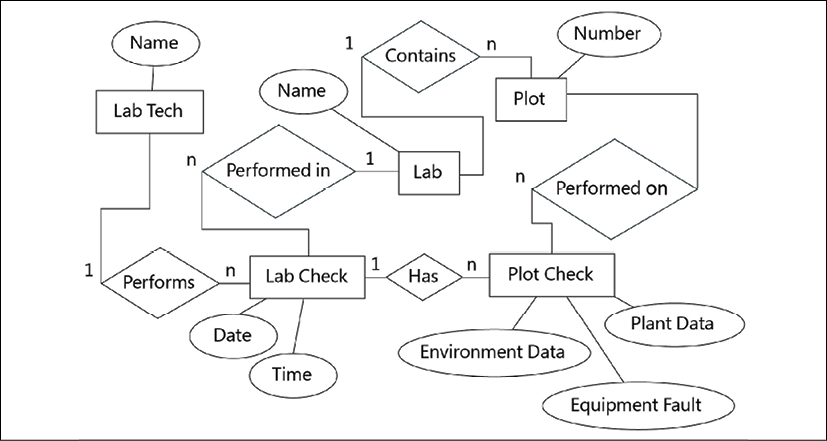 Name
1
Contains
n
Number
Lab Tech
Name
Plot
n
Performed in
1
Lab
n
Performed on
1
Performs
n
Lab Check
1
Has
n
Plot Check
Date
Plant Data
Environment Data
Time
Equipment Fault